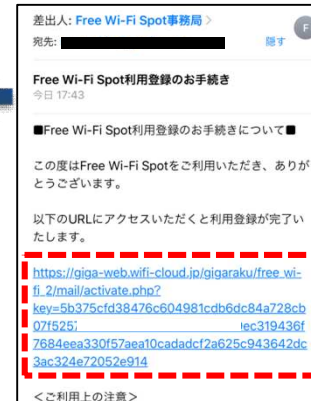 差出人: Free Wi-Fi Spot事務局 >
F
宛先:
隠す
Free Wi-Fi Spot利用登録のお手続き
今日 17:43
■Free Wi-Fi Spot利用登録のお手続きについて■
この度はFree Wi-Fi Spotをご利用いただき、ありが
とうございます。
以下のURLにアクセスいただくと利用登録が完了い
たします。
https://giga-web.wifi-cloud.jp/gigaraku/free_wi-
fi_2/mail/activate.php?
key=5b375cfd38476c604981cdb6dc84a728cb
07f525 ec319436f
7684eea330f57aea10cadadcf2a625c943642dc
3ac324e72052e914
<ご利用上の注意>